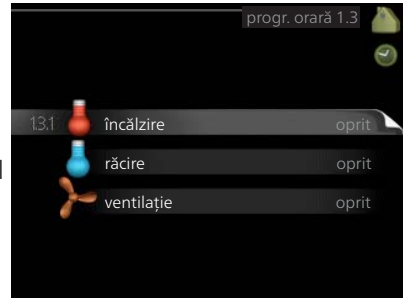 progr. orară 1.3
1.3.1 încălzire oprit
răcire oprit
ventilație oprit